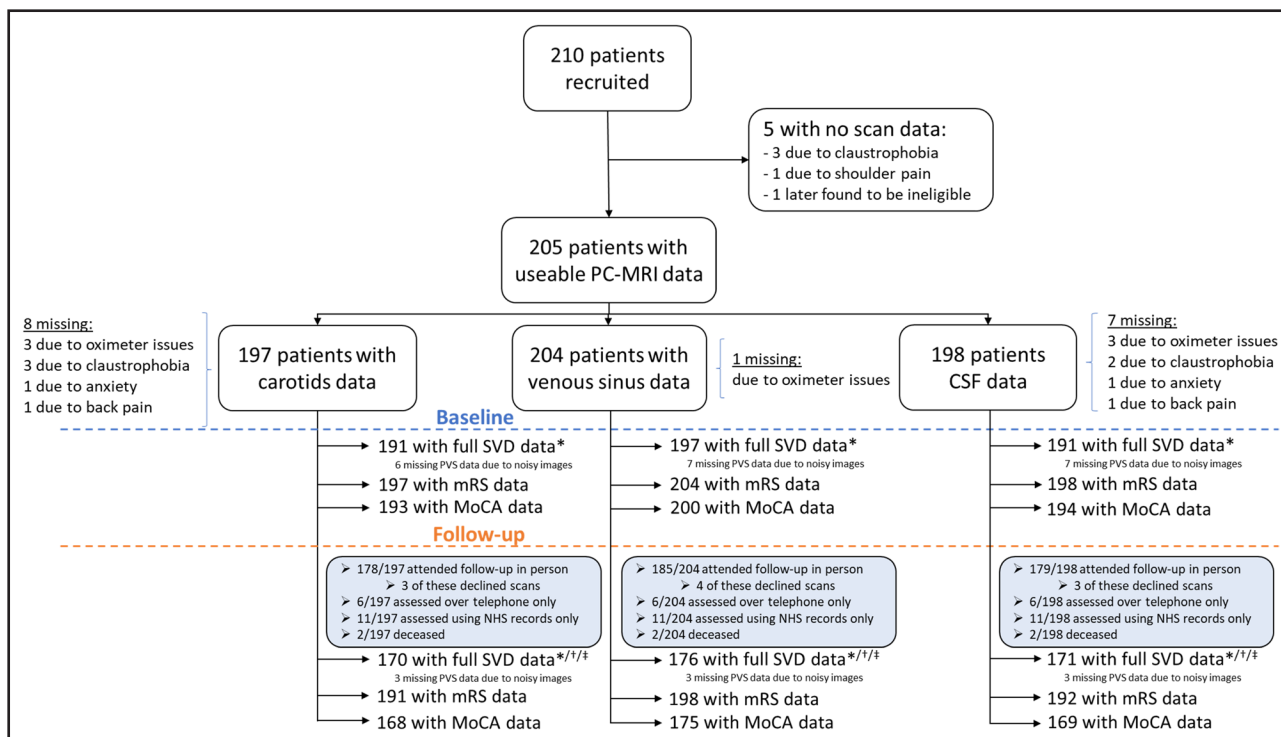 210 patients
recruited
5 with no scan data:
- 3 due to claustrophobia
- 1 due to shoulder pain
- 1 later found to be ineligible
205 patients with
useable PC-MRI data
8 missing:
3 due to oximeter issues
3 due to claustrophobia
1 due to anxiety
1 due to back pain
197 patients with
carotids data
204 patients with
venous sinus data
1 missing:
due to oximeter issues
198 patients
CSF data
7 missing:
3 due to oximeter issues
2 due to claustrophobia
1 due to anxiety
1 due to back pain
Baseline
191 with full SVD data*
6 missing PVS data due to noisy images
197 with mRS data
193 with MoCA data
197 with full SVD data*
7 missing PVS data due to noisy images
204 with mRS data
200 with MoCA data
191 with full SVD data*
7 missing PVS data due to noisy images
198 with mRS data
194 with MoCA data
Follow-up
➢ 178/197 attended follow-up in person
➢ 3 of these declined scans
➢ 6/197 assessed over telephone only
➢ 11/197 assessed using NHS records only
➢ 2/197 deceased
170 with full SVD data*/†/‡
3 missing PVS data due to noisy images
191 with mRS data
168 with MoCA data
➢ 185/204 attended follow-up in person
➢ 4 of these declined scans
➢ 6/204 assessed over telephone only
➢ 11/204 assessed using NHS records only
➢ 2/204 deceased
176 with full SVD data*/†/‡
3 missing PVS data due to noisy images
198 with mRS data
175 with MoCA data
➢ 179/198 attended follow-up in person
➢ 3 of these declined scans
➢ 6/198 assessed over telephone only
➢ 11/198 assessed using NHS records only
➢ 2/198 deceased
171 with full SVD data*/†/‡
3 missing PVS data due to noisy images
192 with mRS data
169 with MoCA data